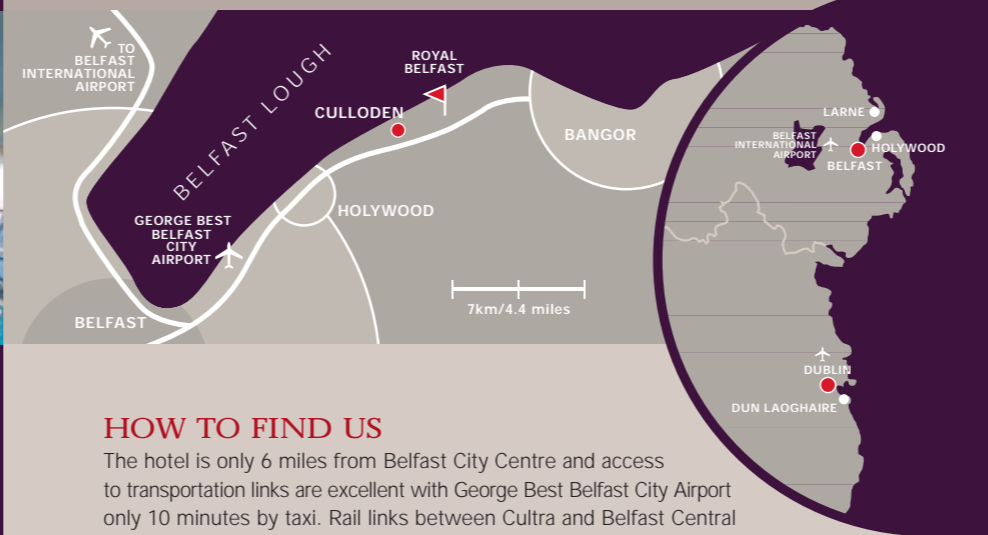 TO
BELFAST
INTERNATIONAL
AIRPORT
BELFAST LOUGH
ROYAL
BELFAST
CULLODEN
BANGOR
GEORGE BEST
BELFAST
CITY
AIRPORT
HOLYWOOD
7km/4.4 miles
BELFAST
LARNE
BELFAST
INTERNATIONAL
AIRPORT
HOLYWOOD
BELFAST
DUBLIN
DUN LAOGHAIRE
HOW TO FIND US
The hotel is only 6 miles from Belfast City Centre and access
to transportation links are excellent with George Best Belfast City Airport
only 10 minutes by taxi. Rail links between Cultra and Belfast Central